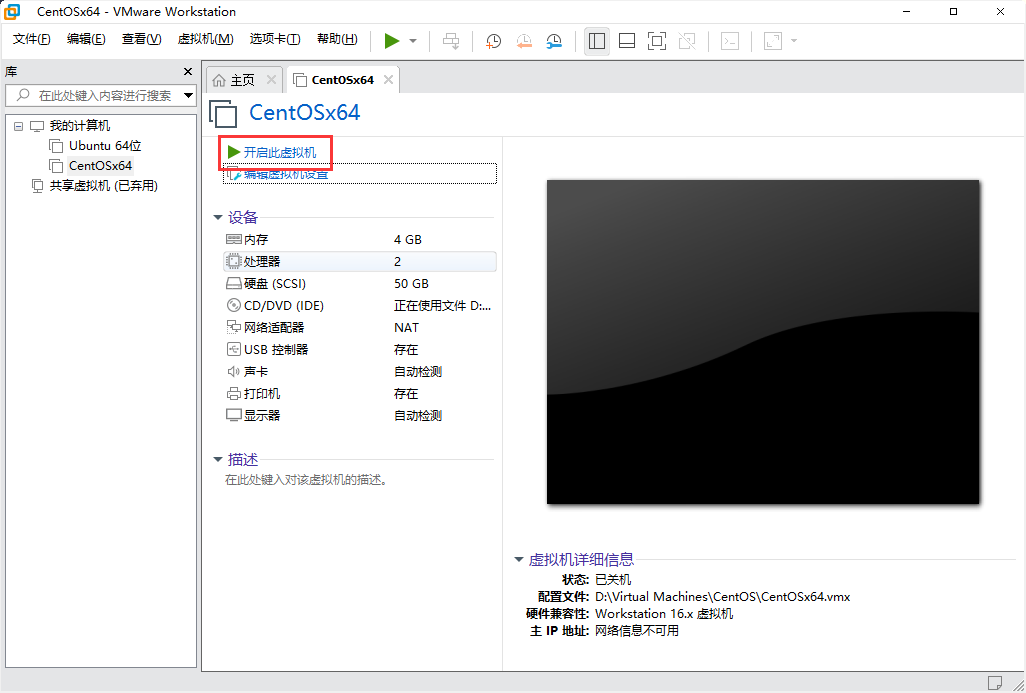 CentOSx64 - VMware Workstation
文件(F) 编辑(E) 查看(V) 虚拟机(M) 选项卡(T) 帮助(H)
库
在此处键入内容进行搜索
我的计算机
Ubuntu 64位
CentOSx64
共享虚拟机 (已弃用)
主页 CentOSx64
CentOSx64
开启此虚拟机
编辑虚拟机设置
设备
内存 4 GB
处理器 2
硬盘 (SCSI) 50 GB
CD/DVD (IDE) 正在使用文件 D:...
网络适配器 NAT
USB 控制器 存在
声卡 自动检测
打印机 存在
显示器 自动检测
描述
在此处键入对该虚拟机的描述。
虚拟机详细信息
状态: 已关机
配置文件: D:\Virtual Machines\CentOS\CentOSx64.vmx
硬件兼容性: Workstation 16.x 虚拟机
主 IP 地址: 网络信息不可用